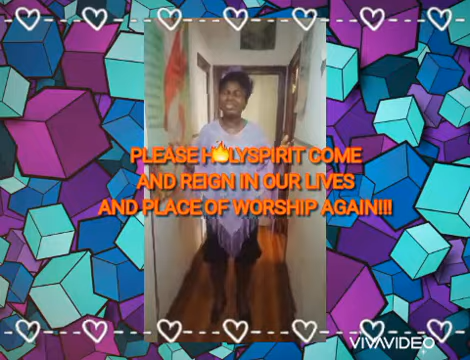 PLEASE H🔥LYSPIRIT COME
AND REIGN IN OUR LIVES
AND PLACE OF WORSHIP AGAIN!!!
VIVAVIDEO